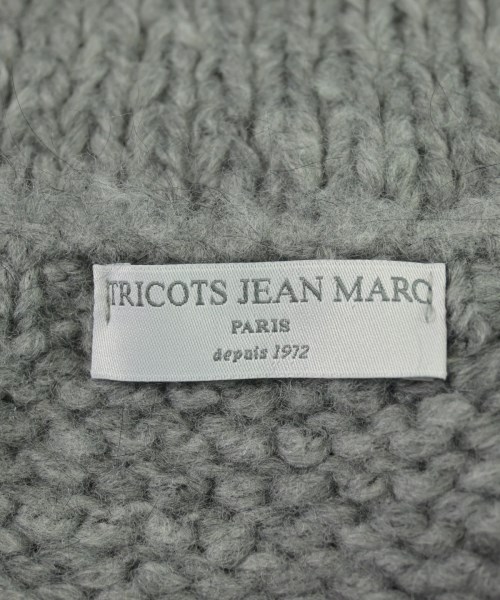 TRICOTS JEAN MARC
PARIS
depuis 1972